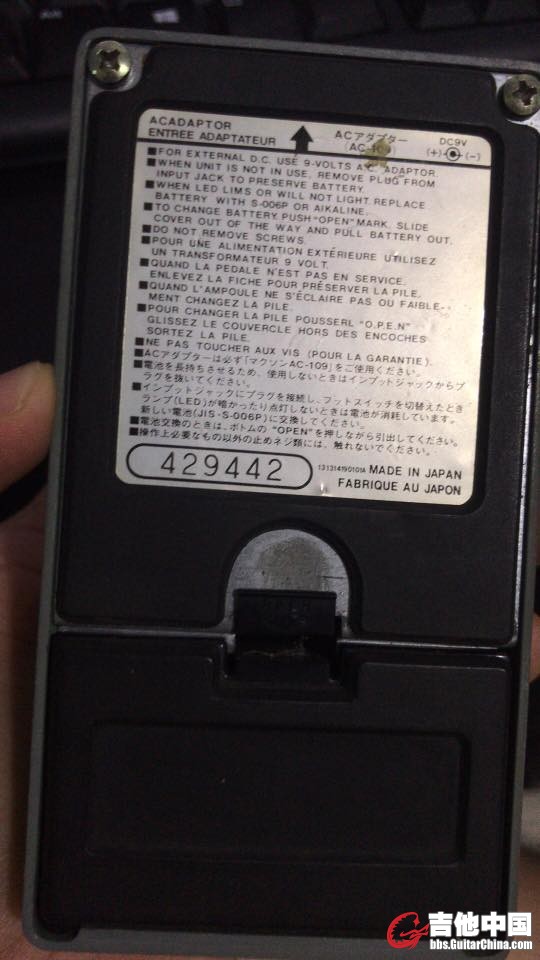 ACADAPTOR
ENTREE ADAPTATEUR
ACアダプター
(AC-109)
DC9V
(+) (-)
■FOR EXTERNAL D.C. USE 9-VOLTS A.C. ADAPTOR.
■WHEN UNIT IS NOT IN USE, REMOVE PLUG FROM
INPUT JACK TO PRESERVE BATTERY.
■WHEN LED LIMS OR WILL NOT LIGHT, REPLACE
BATTERY WITH S-006P OR AIKALINE.
■TO CHANGE BATTERY, PUSH "OPEN" MARK, SLIDE
COVER OUT OF THE WAY AND PULL BATTERY OUT.
■DO NOT REMOVE SCREWS.
■POUR UNE ALIMENTATION EXTÉRIEURE UTILISEZ
UN TRANSFORMATEUR 9 VOLT.
■QUAND LA PEDALE N'EST PAS EN SERVICE.
ENLEVEZ LA FICHE POUR PRÉSERVER LA PILE.
■QUAND L'AMPOULE NE S'ÉCLAIRE PAS OU FAIBLE-
MENT CHANGEZ LA PILE.
■POUR CHANGER LA PILE POUSSERL "O.P.E.N"
GLISSEZ LE COUVERCLE HORS DES ENCOCHES
SORTEZ LA PILE.
■NE PAS TOUCHER AUX VIS (POUR LA GARANTIE).
■ACアダプターは必ず「マクソンAC-109」をご使用ください。
■電池を長持ちさせるため、使用しないときはインプットジャックからプ
ラグを抜いてください。
■インプットジャックにプラグを接続し、フットスイッチを切替えたとき
ランプ(LED)が暗かったり点灯しないときは電池が消耗しています。
新しい電池(JIS-S-006P)に交換してください。
■電池交換のときは、ボトムの"OPEN"を押しながら引出してください。
■操作上必要なもの以外の止めネジ類には、触れないでください。
429442
131314190101A MADE IN JAPAN
FABRIQUE AU JAPON
吉他中国
bbs.GuitarChina.com